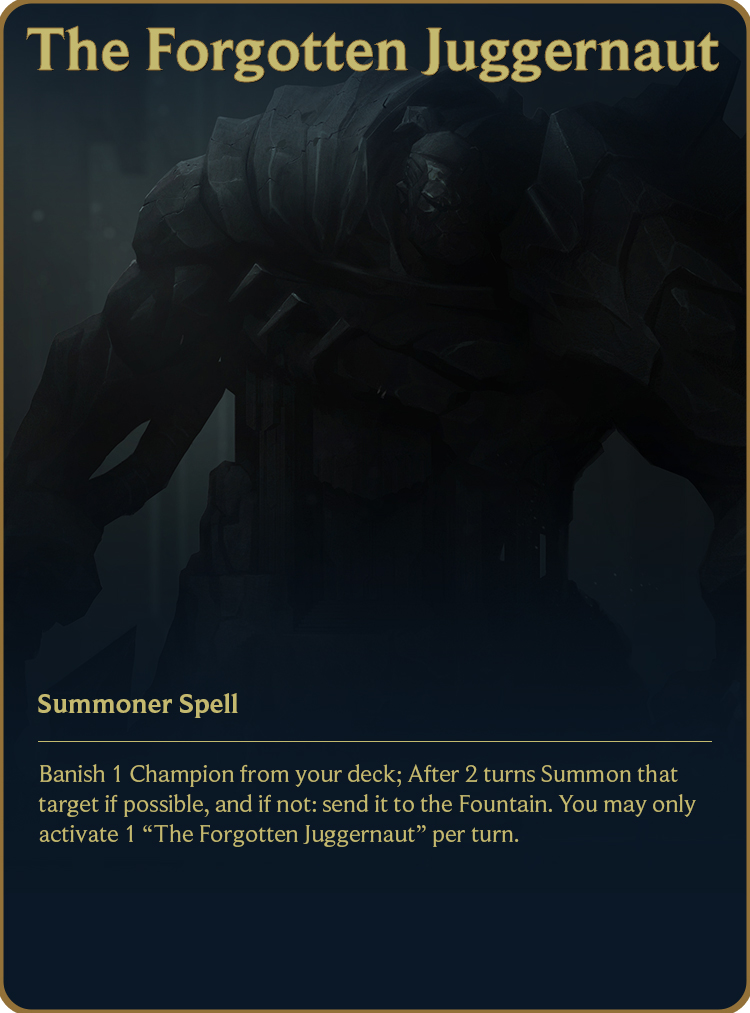 The Forgotten Juggernaut
Summoner Spell
Banish 1 Champion from your deck; After 2 turns Summon that
target if possible, and if not: send it to the Fountain. You may only
activate 1 “The Forgotten Juggernaut” per turn.